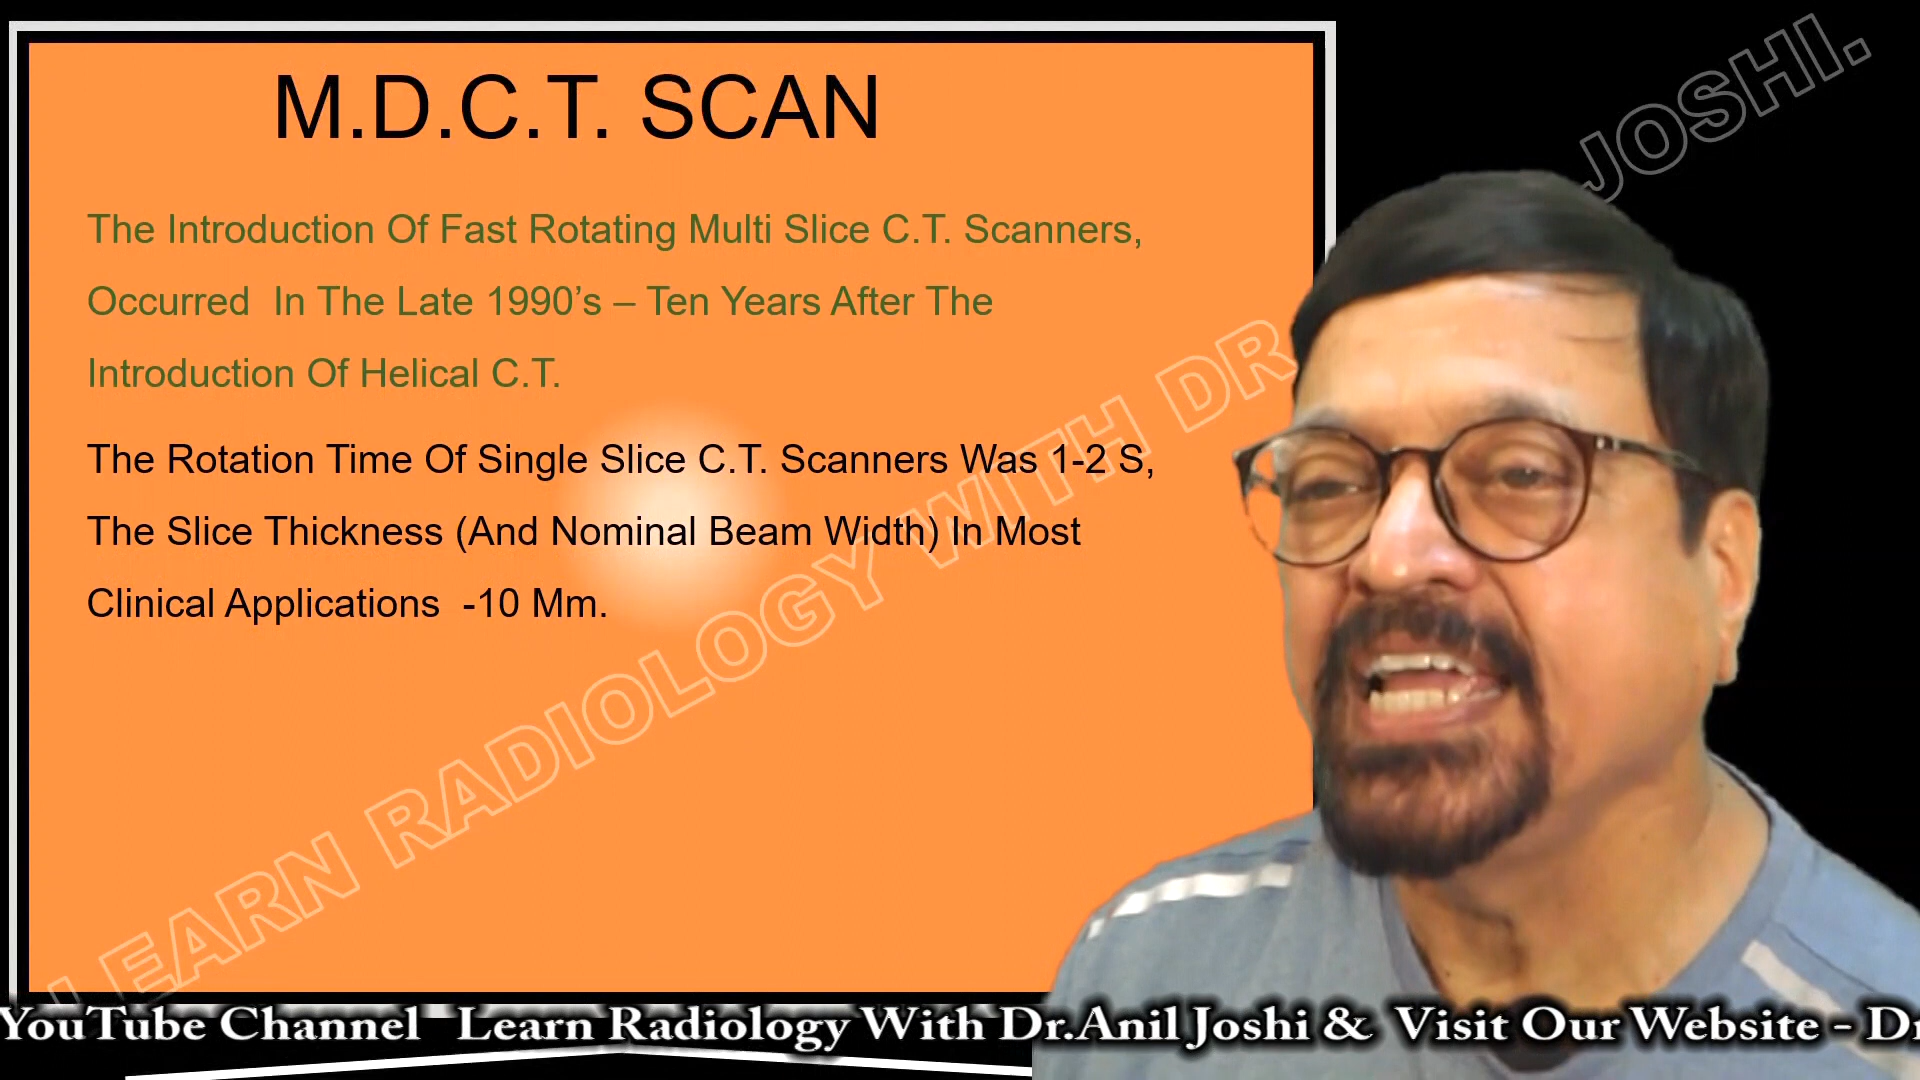 M.D.C.T. SCAN
The Introduction Of Fast Rotating Multi Slice C.T. Scanners,
Occurred In The Late 1990’s – Ten Years After The
Introduction Of Helical C.T.
The Rotation Time Of Single Slice C.T. Scanners Was 1-2 S,
The Slice Thickness (And Nominal Beam Width) In Most
Clinical Applications -10 Mm.
LEARN RADIOLOGY WITH DR JOSHI.
YouTube Channel Learn Radiology With Dr.Anil Joshi & Visit Our Website -